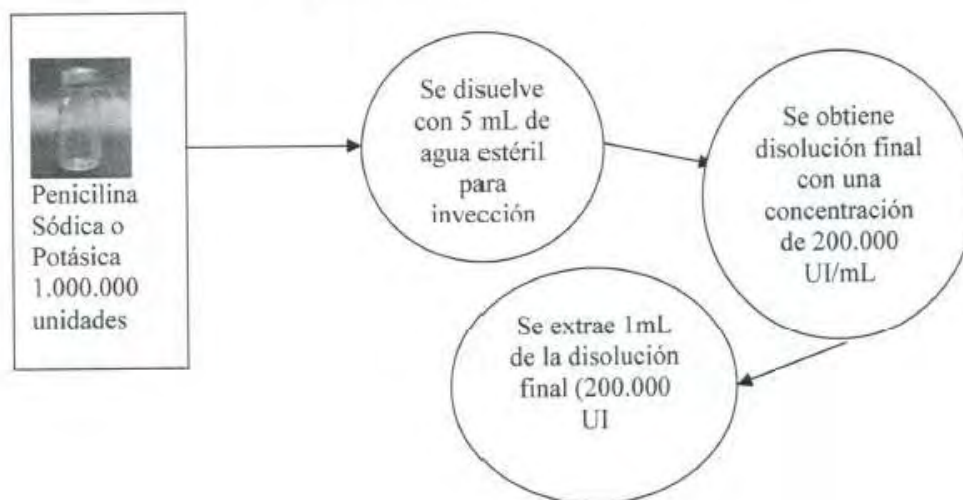 Penicilina
Sódica o
Potásica
1.000.000
unidades
Se disuelve
con 5 mL de
agua estéril
para
invección
Se obtiene
disolución final
con una
concentración
de 200.000
UI/mL
Se extrae 1mL
de la disolución
final (200.000
UI